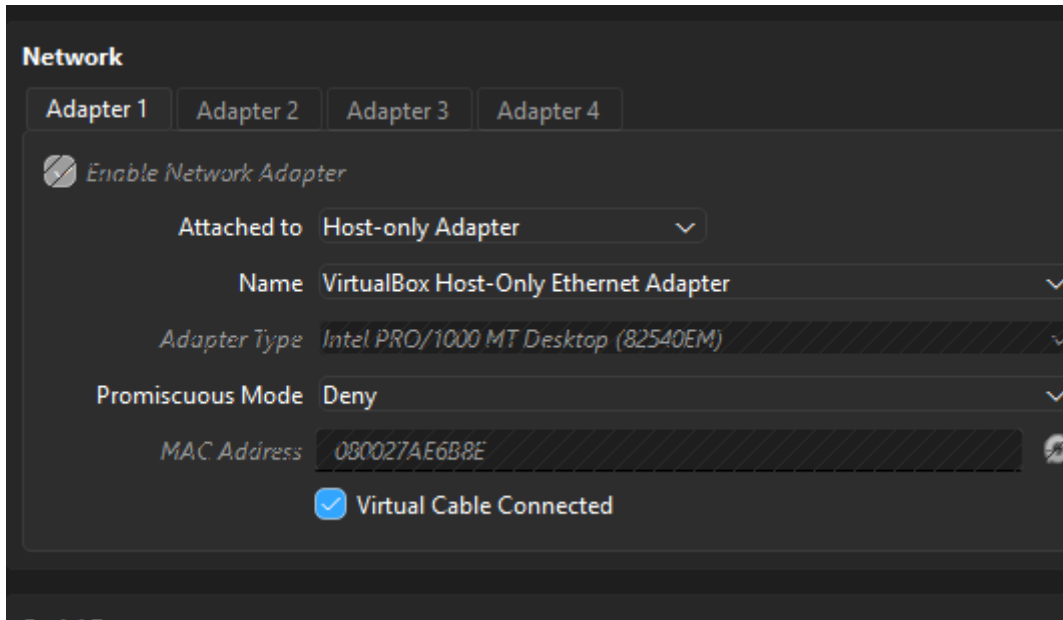 Network
Adapter 1 Adapter 2 Adapter 3 Adapter 4
Enable Network Adapter
Attached to Host-only Adapter
Name VirtualBox Host-Only Ethernet Adapter
Adapter Type Intel PRO/1000 MT Desktop (82540EM)
Promiscuous Mode Deny
MAC Address 080027AE6B8E
Virtual Cable Connected